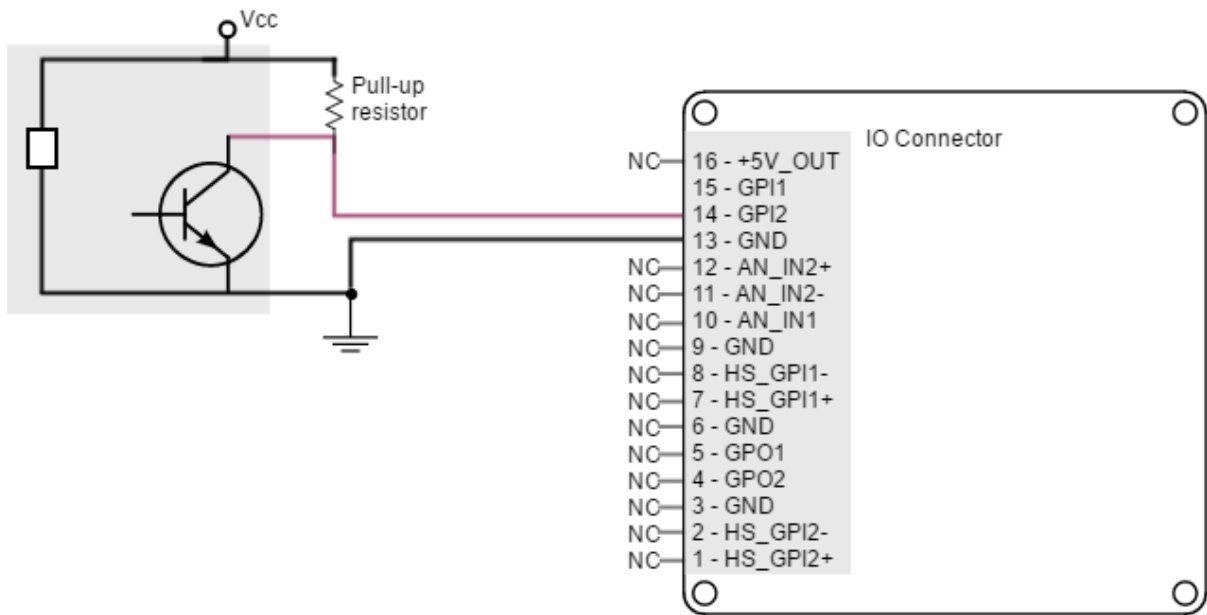 Vcc
Pull-up
resistor
IO Connector
NC 16 - +5V_OUT
15 - GPI1
14 - GPI2
13 - GND
NC 12 - AN_IN2+
NC 11 - AN_IN2-
NC 10 - AN_IN1
NC 9 - GND
NC 8 - HS_GPI1-
NC 7 - HS_GPI1+
NC 6 - GND
NC 5 - GPO1
NC 4 - GPO2
NC 3 - GND
NC 2 - HS_GPI2-
NC 1 - HS_GPI2+